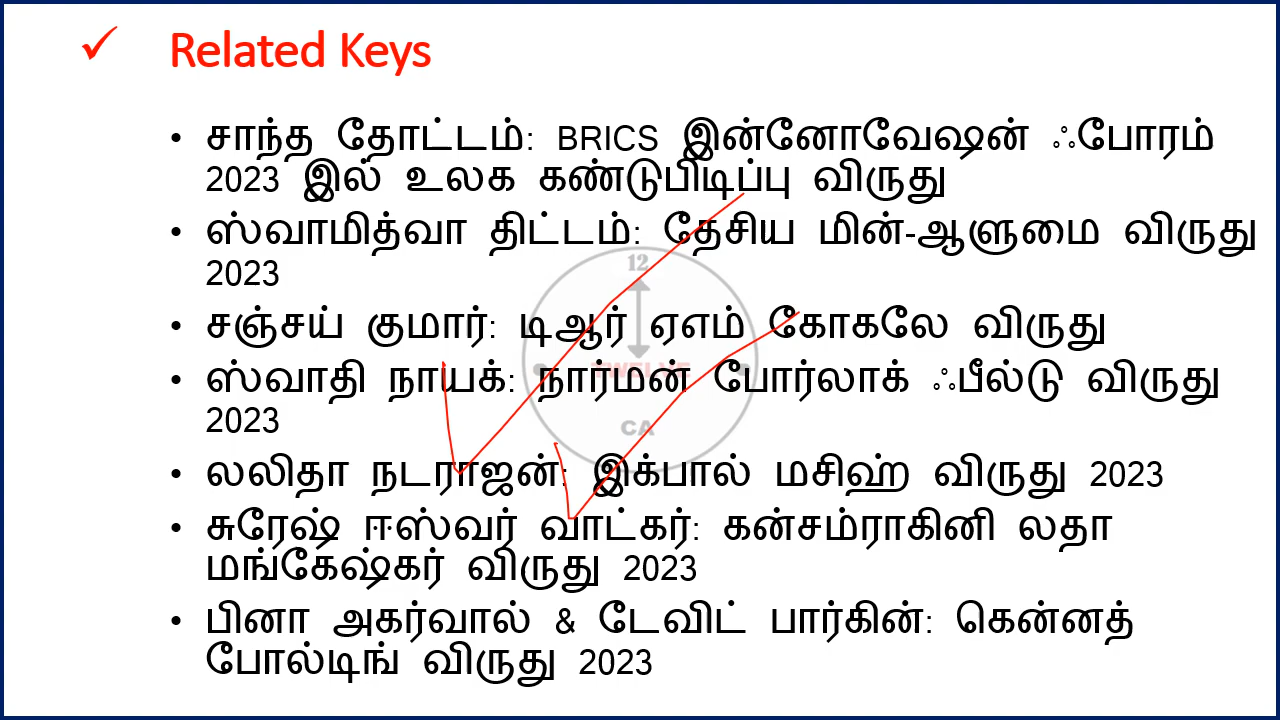 ✓ Related Keys
• சாந்த தோட்டம்: BRICS இன்னோவேஷன் ஃபோரம்
2023 இல் உலக கண்டுபிடிப்பு விருது
• ஸ்வாமித்வா திட்டம்: தேசிய மின்-ஆளுமை விருது
2023
• சஞ்சய் குமார்: டிஆர் ஏஎம் கோகலே விருது
• ஸ்வாதி நாயக்: நார்மன் போர்லாக் ஃபீல்டு விருது
2023
• லலிதா நடராஜன்: இக்பால் மசிஹ் விருது 2023
• சுரேஷ் ஈஸ்வர் வாட்கர்: கன்சம்ராகினி லதா
மங்கேஷ்கர் விருது 2023
• பினா அகர்வால் & டேவிட் பார்கின்: கென்னத்
போல்டிங் விருது 2023
12
CA